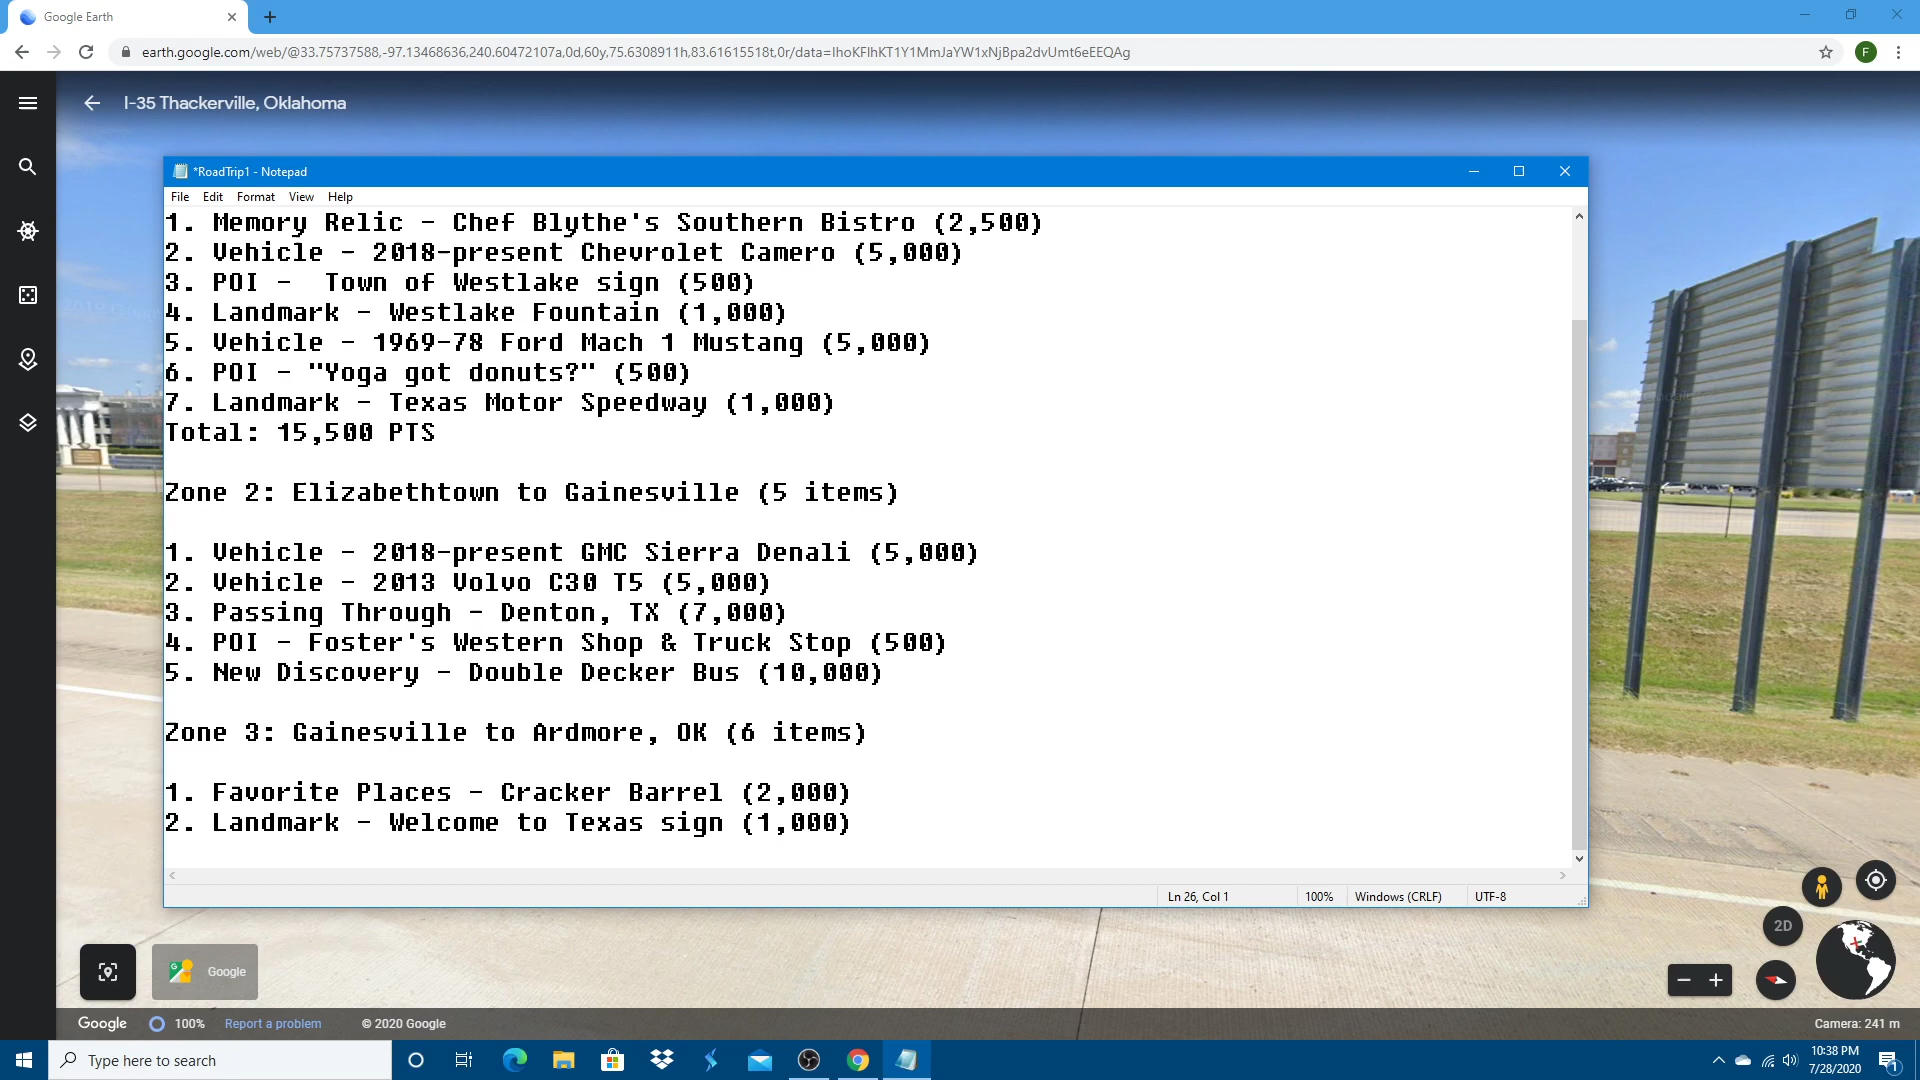 Google Earth
earth.google.com/web/@33.75737588,-97.13468636,240.60472107a,0d,60y,75.6308911h,83.61615518t,0r/data=IhoKFlhKT1Y1MmJaYW1xNjBpa2dvUmt6eEEQAg
F
I-35 Thackerville, Oklahoma
*RoadTrip1 - Notepad
File Edit Format View Help
1. Memory Relic - Chef Blythe's Southern Bistro (2,500)
2. Vehicle - 2018-present Chevrolet Camero (5,000)
3. POI -  Town of Westlake sign (500)
4. Landmark - Westlake Fountain (1,000)
5. Vehicle - 1969-78 Ford Mach 1 Mustang (5,000)
6. POI - "Yoga got donuts?" (500)
7. Landmark - Texas Motor Speedway (1,000)
Total: 15,500 PTS
Zone 2: Elizabethtown to Gainesville (5 items)
1. Vehicle - 2018-present GMC Sierra Denali (5,000)
2. Vehicle - 2013 Volvo C30 T5 (5,000)
3. Passing Through - Denton, TX (7,000)
4. POI - Foster's Western Shop & Truck Stop (500)
5. New Discovery - Double Decker Bus (10,000)
Zone 3: Gainesville to Ardmore, OK (6 items)
1. Favorite Places - Cracker Barrel (2,000)
2. Landmark - Welcome to Texas sign (1,000)
Ln 26, Col 1 100% Windows (CRLF) UTF-8
2D
Google
Google 100% Report a problem © 2020 Google Camera: 241 m
Type here to search
10:38 PM
7/28/2020
1